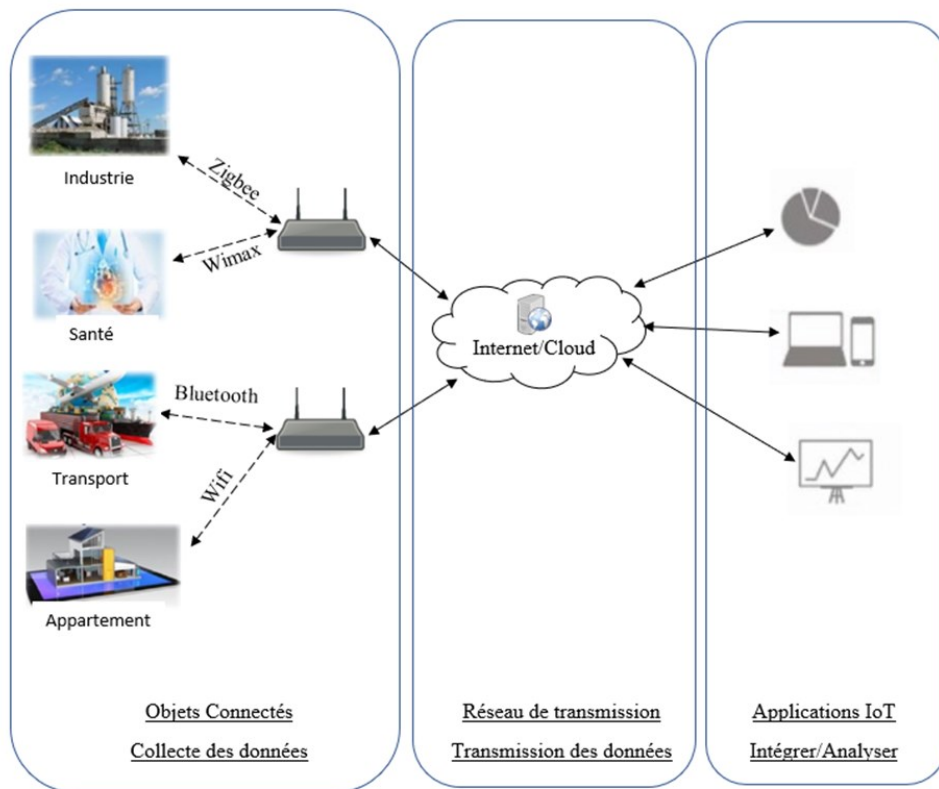 Industrie
Zigbee
Wimax
Santé
Bluetooth
Transport
Wifi
Appartement
Internet/Cloud
Objets Connectés
Collecte des données
Réseau de transmission
Transmission des données
Applications IoT
Intégrer/Analyser